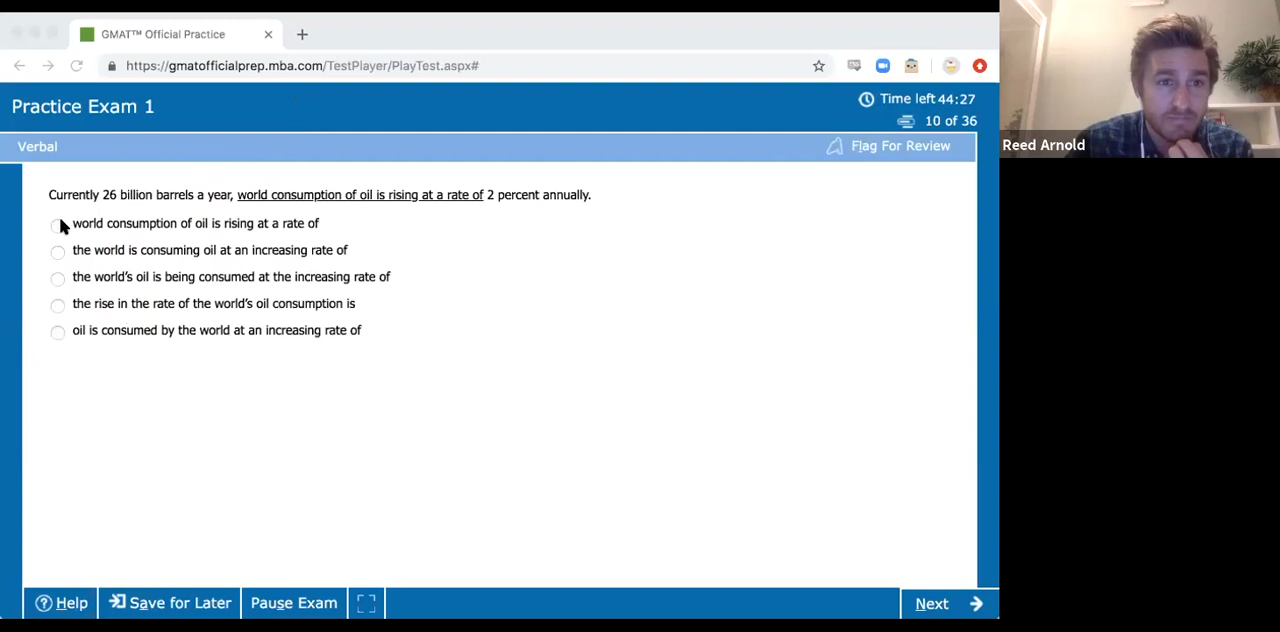 GMAT™ Official Practice
https://gmatofficialprep.mba.com/TestPlayer/PlayTest.aspx#
Practice Exam 1
Time left 44:27
10 of 36
Verbal
Flag For Review
Reed Arnold
Currently 26 billion barrels a year, world consumption of oil is rising at a rate of 2 percent annually.
world consumption of oil is rising at a rate of
the world is consuming oil at an increasing rate of
the world's oil is being consumed at the increasing rate of
the rise in the rate of the world's oil consumption is
oil is consumed by the world at an increasing rate of
Help
Save for Later
Pause Exam
Next